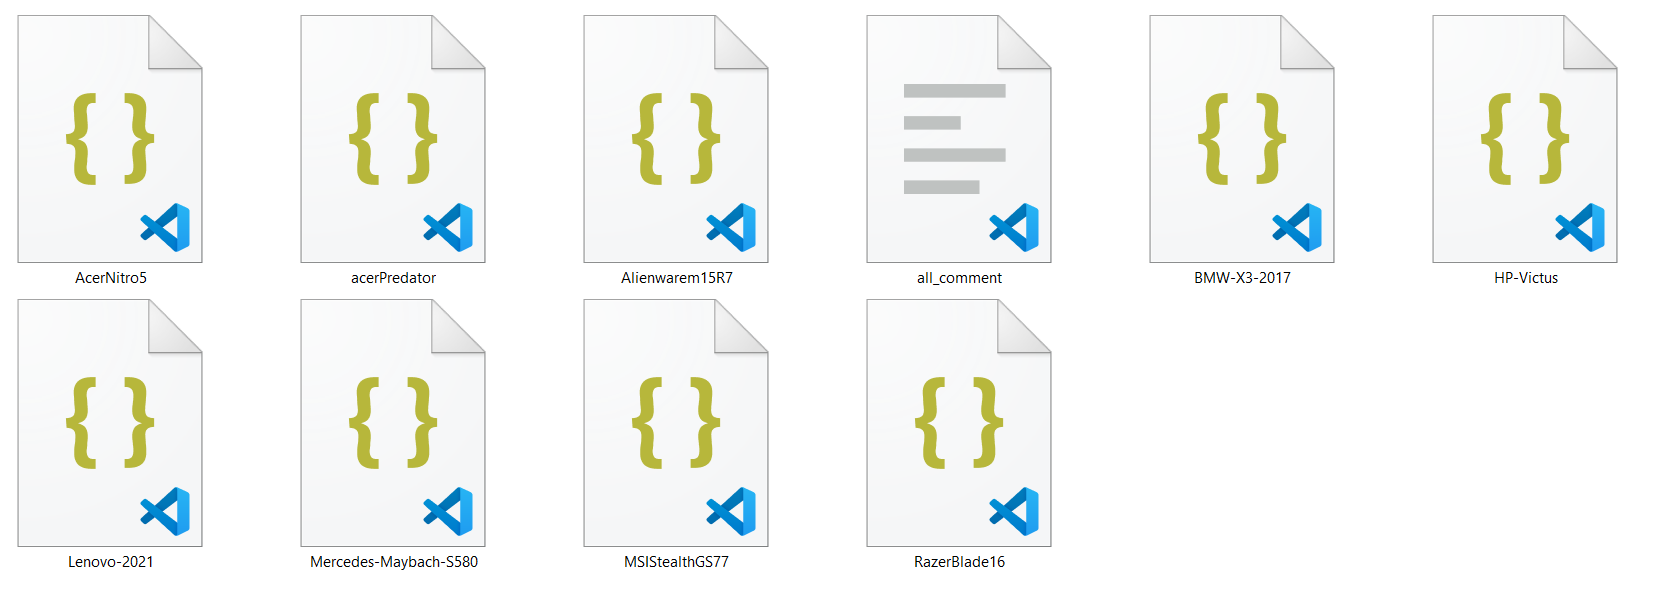 AcerNitro5
acerPredator
Alienwarem15R7
all_comment
BMW-X3-2017
HP-Victus
Lenovo-2021
Mercedes-Maybach-S580
MSIStealthGS77
RazerBlade16